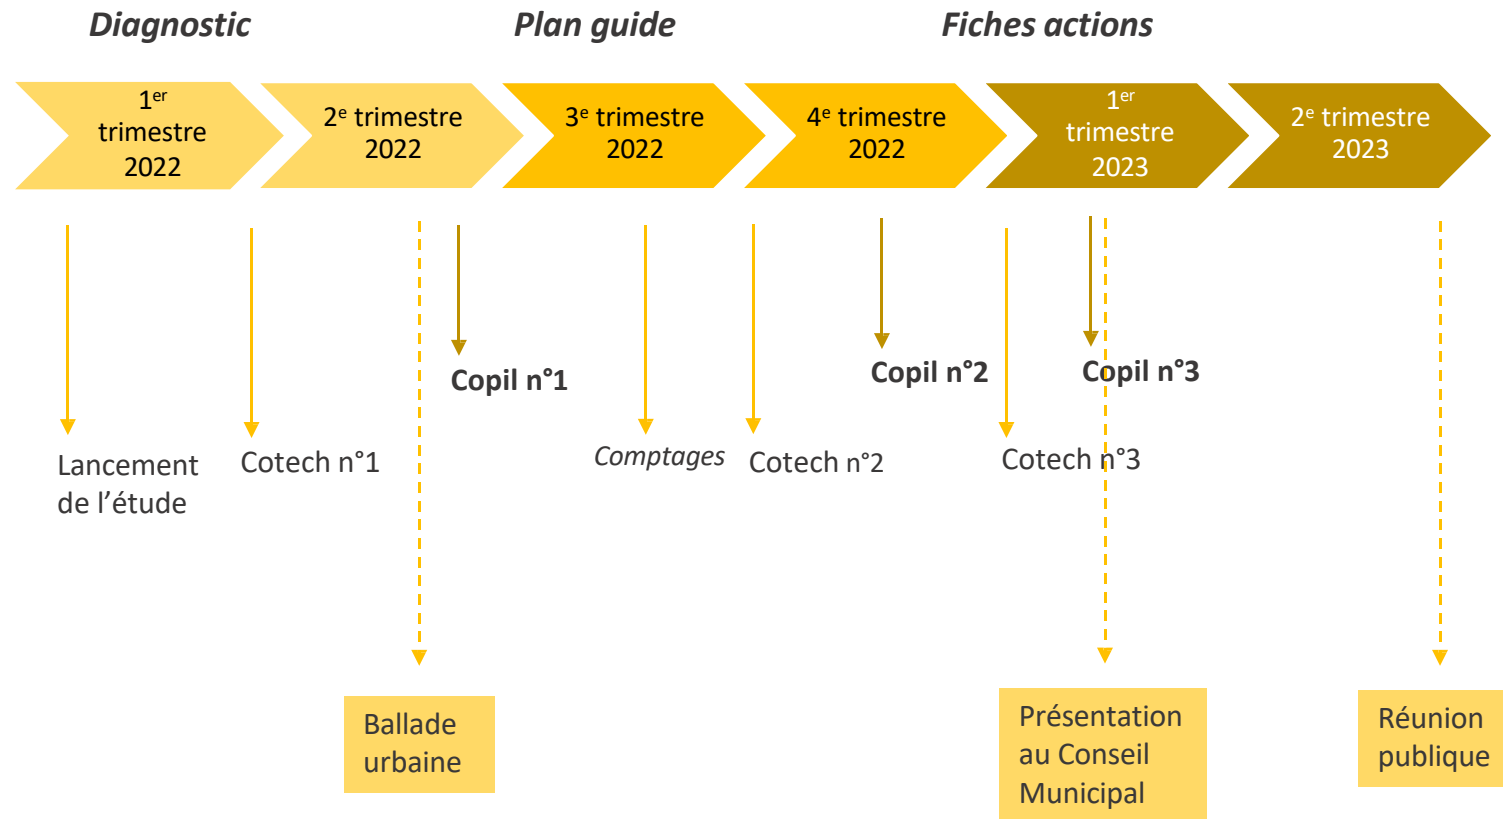 Diagnostic
Plan guide
Fiches actions
1er
trimestre
2022
2e trimestre
2022
3e trimestre
2022
4e trimestre
2022
1er
trimestre
2023
2e trimestre
2023
Copil n°1
Copil n°2
Copil n°3
Lancement
de l’étude
Cotech n°1
Comptages
Cotech n°2
Cotech n°3
Ballade
urbaine
Présentation
au Conseil
Municipal
Réunion
publique